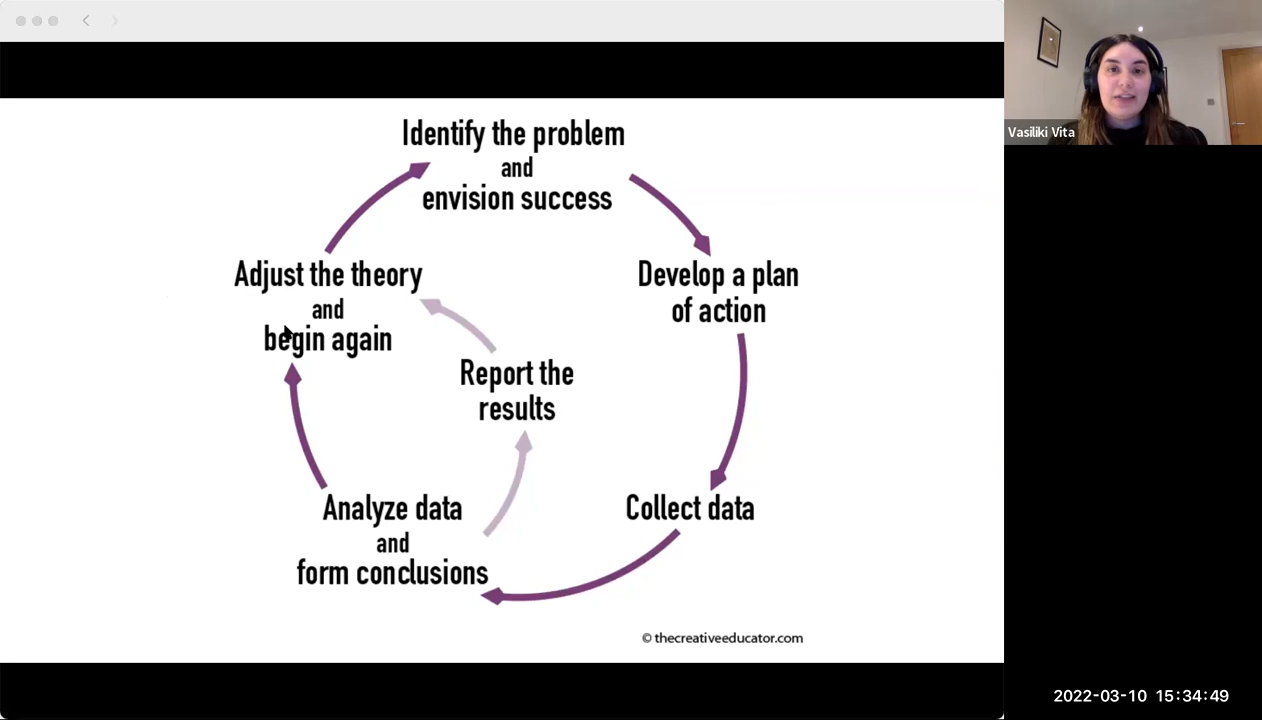 Identify the problem
and
envision success
Develop a plan
of action
Collect data
Analyze data
and
form conclusions
Report the
results
Adjust the theory
and
begin again
© thecreativeeducator.com
Vasiliki Vita
2022-03-10 15:34:49